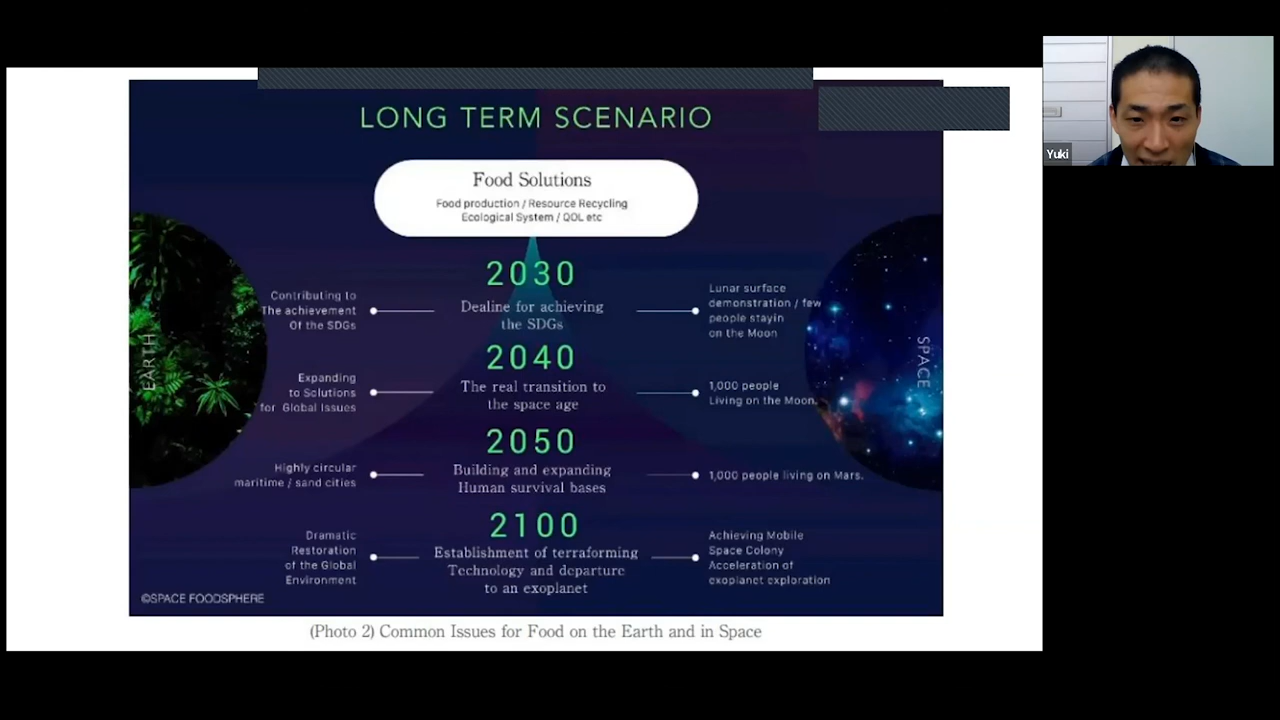 LONG TERM SCENARIO
Food Solutions
Food production / Resource Recycling
Ecological System / QOL etc
2030
Dealine for achieving
the SDGs
Contributing to
The achievement
Of the SDGs
Lunar surface
demonstration / few
people stayin
on the Moon
2040
The real transition to
the space age
Expanding
to Solutions
for Global Issues
1,000 people
Living on the Moon.
EARTH
SPACE
2050
Building and expanding
Human survival bases
Highly circular
maritime / sand cities
1,000 people living on Mars.
2100
Establishment of terraforming
Technology and departure
to an exoplanet
Dramatic
Restoration
of the Global
Environment
Achieving Mobile
Space Colony
Acceleration of
exoplanet exploration
©SPACE FOODSPHERE
(Photo 2) Common Issues for Food on the Earth and in Space
Yuki